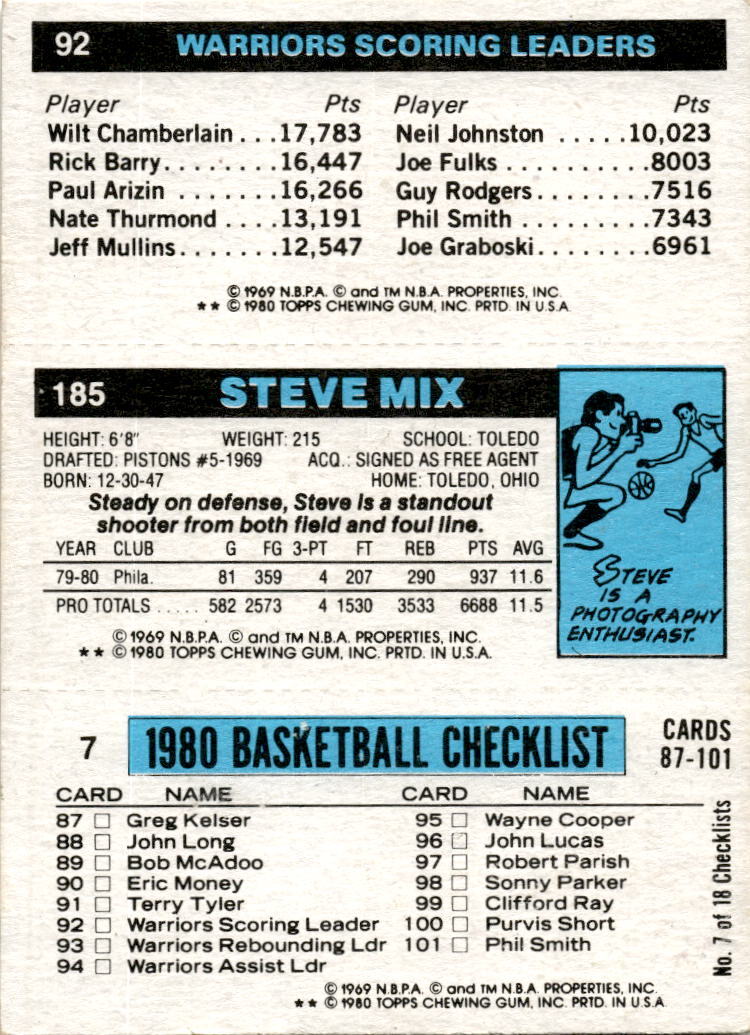 92 WARRIORS SCORING LEADERS
Player Pts Player Pts
Wilt Chamberlain . . . 17,783 Neil Johnston . . . . . 10,023
Rick Barry. . . . . . . . 16,447 Joe Fulks . . . . . . . . . . 8003
Paul Arizin . . . . . . . 16,266 Guy Rodgers. . . . . . . . 7516
Nate Thurmond . . . . 13,191 Phil Smith . . . . . . . . . 7343
Jeff Mullins. . . . . . . 12,547 Joe Graboski. . . . . . . . 6961
© 1969 N.B.P.A. © and TM N.B.A. PROPERTIES, INC.
** © 1980 TOPPS CHEWING GUM, INC. PRTD. IN U.S.A.
185 STEVE MIX
HEIGHT: 6'8" WEIGHT: 215 SCHOOL: TOLEDO
DRAFTED: PISTONS #5-1969 ACQ.: SIGNED AS FREE AGENT
BORN: 12-30-47 HOME: TOLEDO, OHIO
Steady on defense, Steve is a standout
shooter from both field and foul line.
YEAR CLUB G FG 3-PT FT REB PTS AVG
79-80 Phila. 81 359 4 207 290 937 11.6
PRO TOTALS . . . . . 582 2573 4 1530 3533 6688 11.5
© 1969 N.B.P.A. © and TM N.B.A. PROPERTIES, INC.
** © 1980 TOPPS CHEWING GUM, INC. PRTD. IN U.S.A.
STEVE
IS A
PHOTOGRAPHY
ENTHUSIAST.
7 1980 BASKETBALL CHECKLIST CARDS
87-101
CARD NAME CARD NAME
87 □ Greg Kelser 95 □ Wayne Cooper
88 □ John Long 96 □ John Lucas
89 □ Bob McAdoo 97 □ Robert Parish
90 □ Eric Money 98 □ Sonny Parker
91 □ Terry Tyler 99 □ Clifford Ray
92 □ Warriors Scoring Leader 100 □ Purvis Short
93 □ Warriors Rebounding Ldr 101 □ Phil Smith
94 □ Warriors Assist Ldr
No. 7 of 18 Checklists
© 1969 N.B.P.A. © and TM N.B.A. PROPERTIES, INC.
** © 1980 TOPPS CHEWING GUM, INC. PRTD. IN U.S.A.